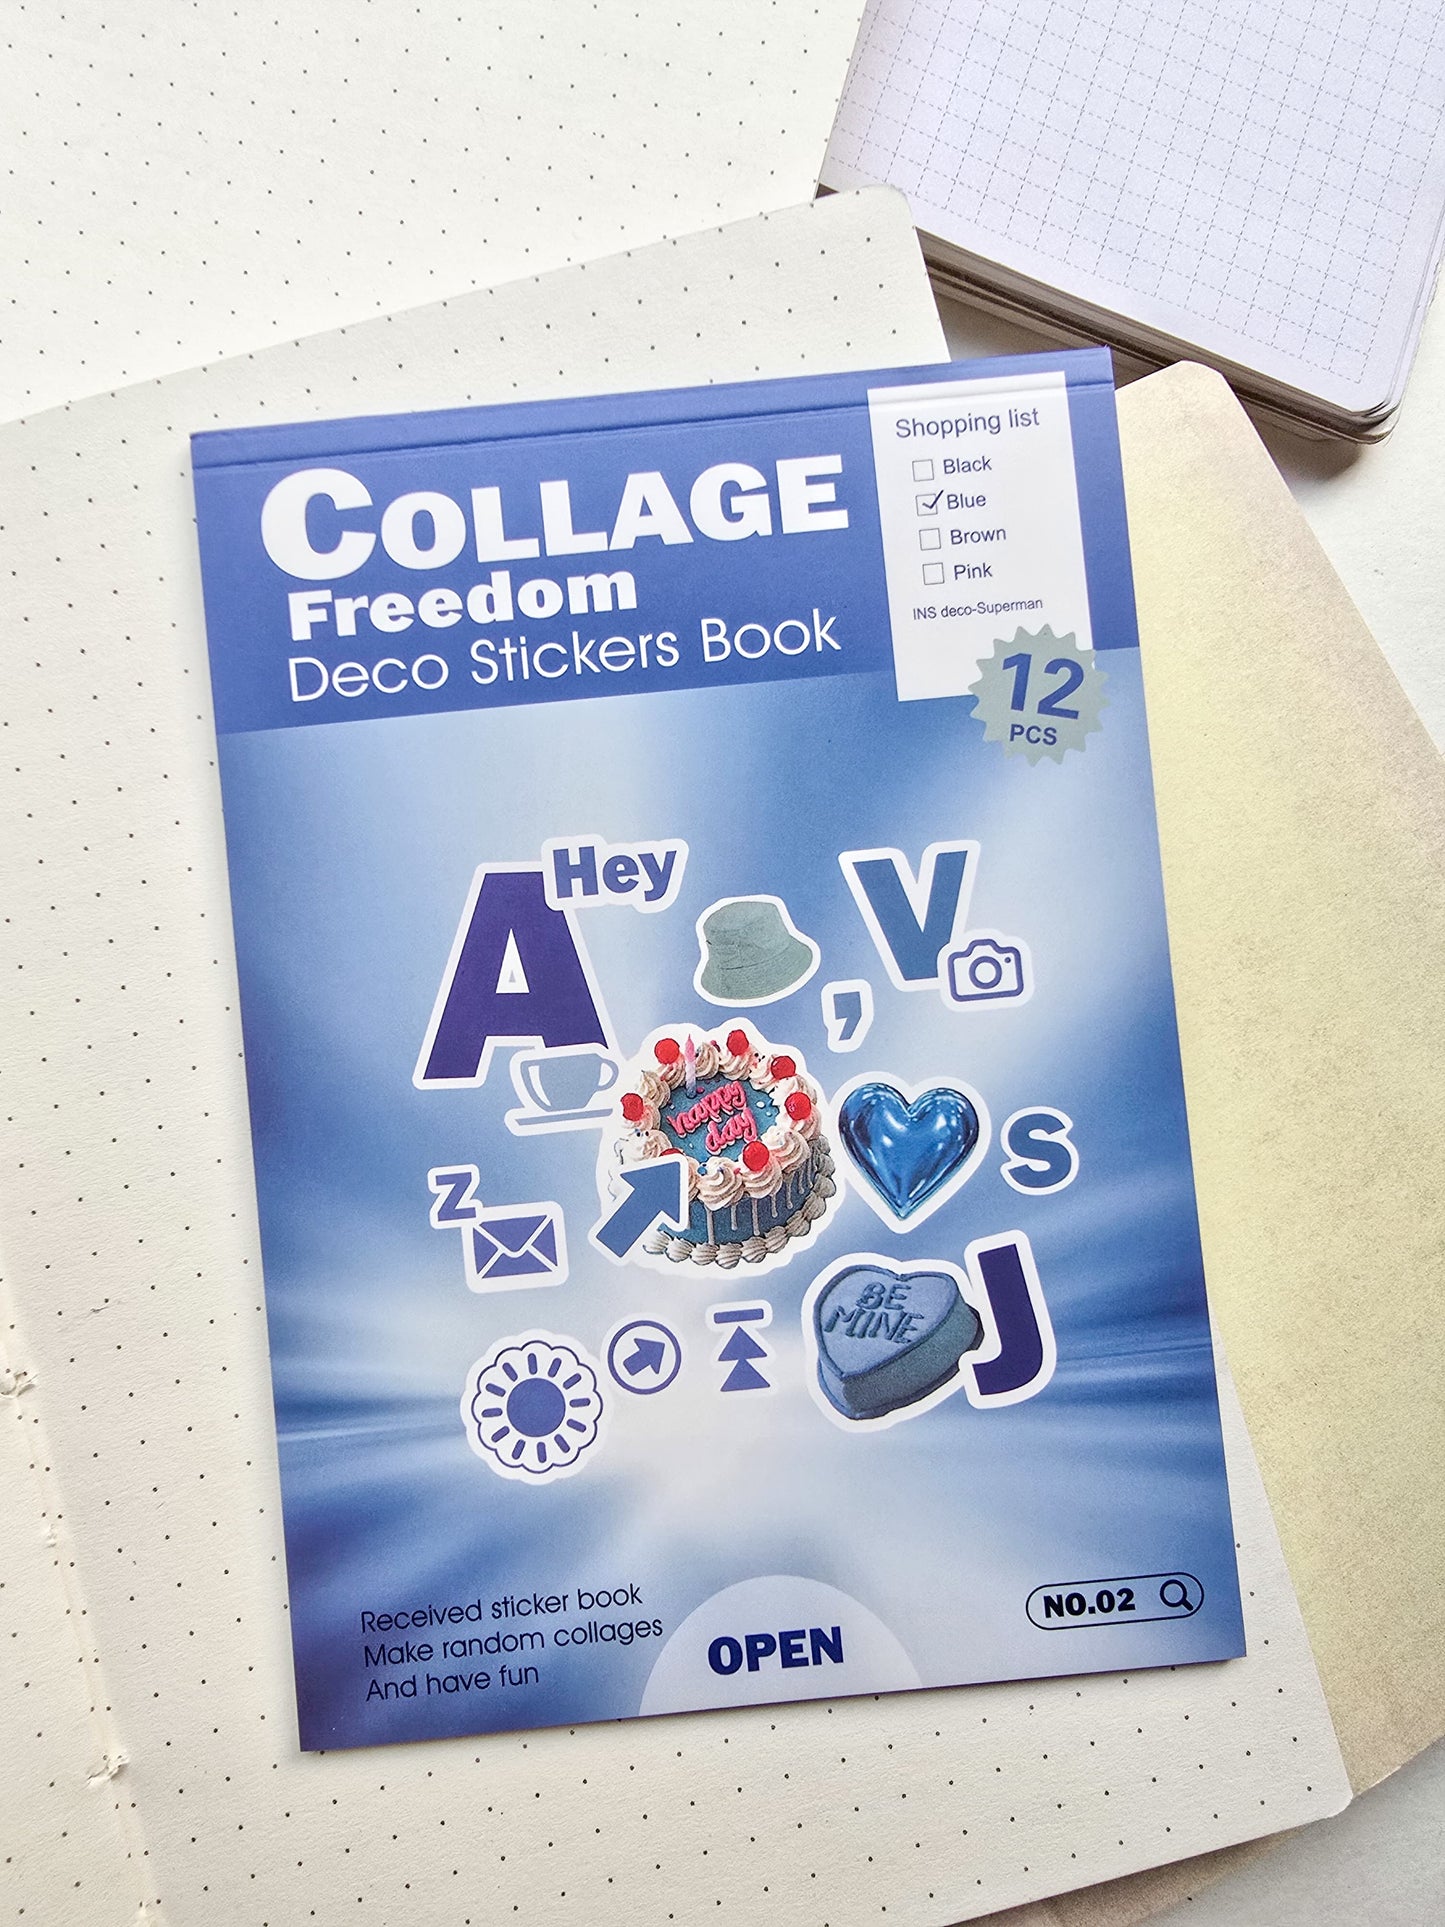 COLLAGE
Freedom
Deco Stickers Book
Shopping list
Black
Blue
Brown
Pink
INS deco-Superman
12
PCS
A
Hey
V
,
happy
day
S
Z
BE
MINE
J
Received sticker book
Make random collages
And have fun
OPEN
NO.02